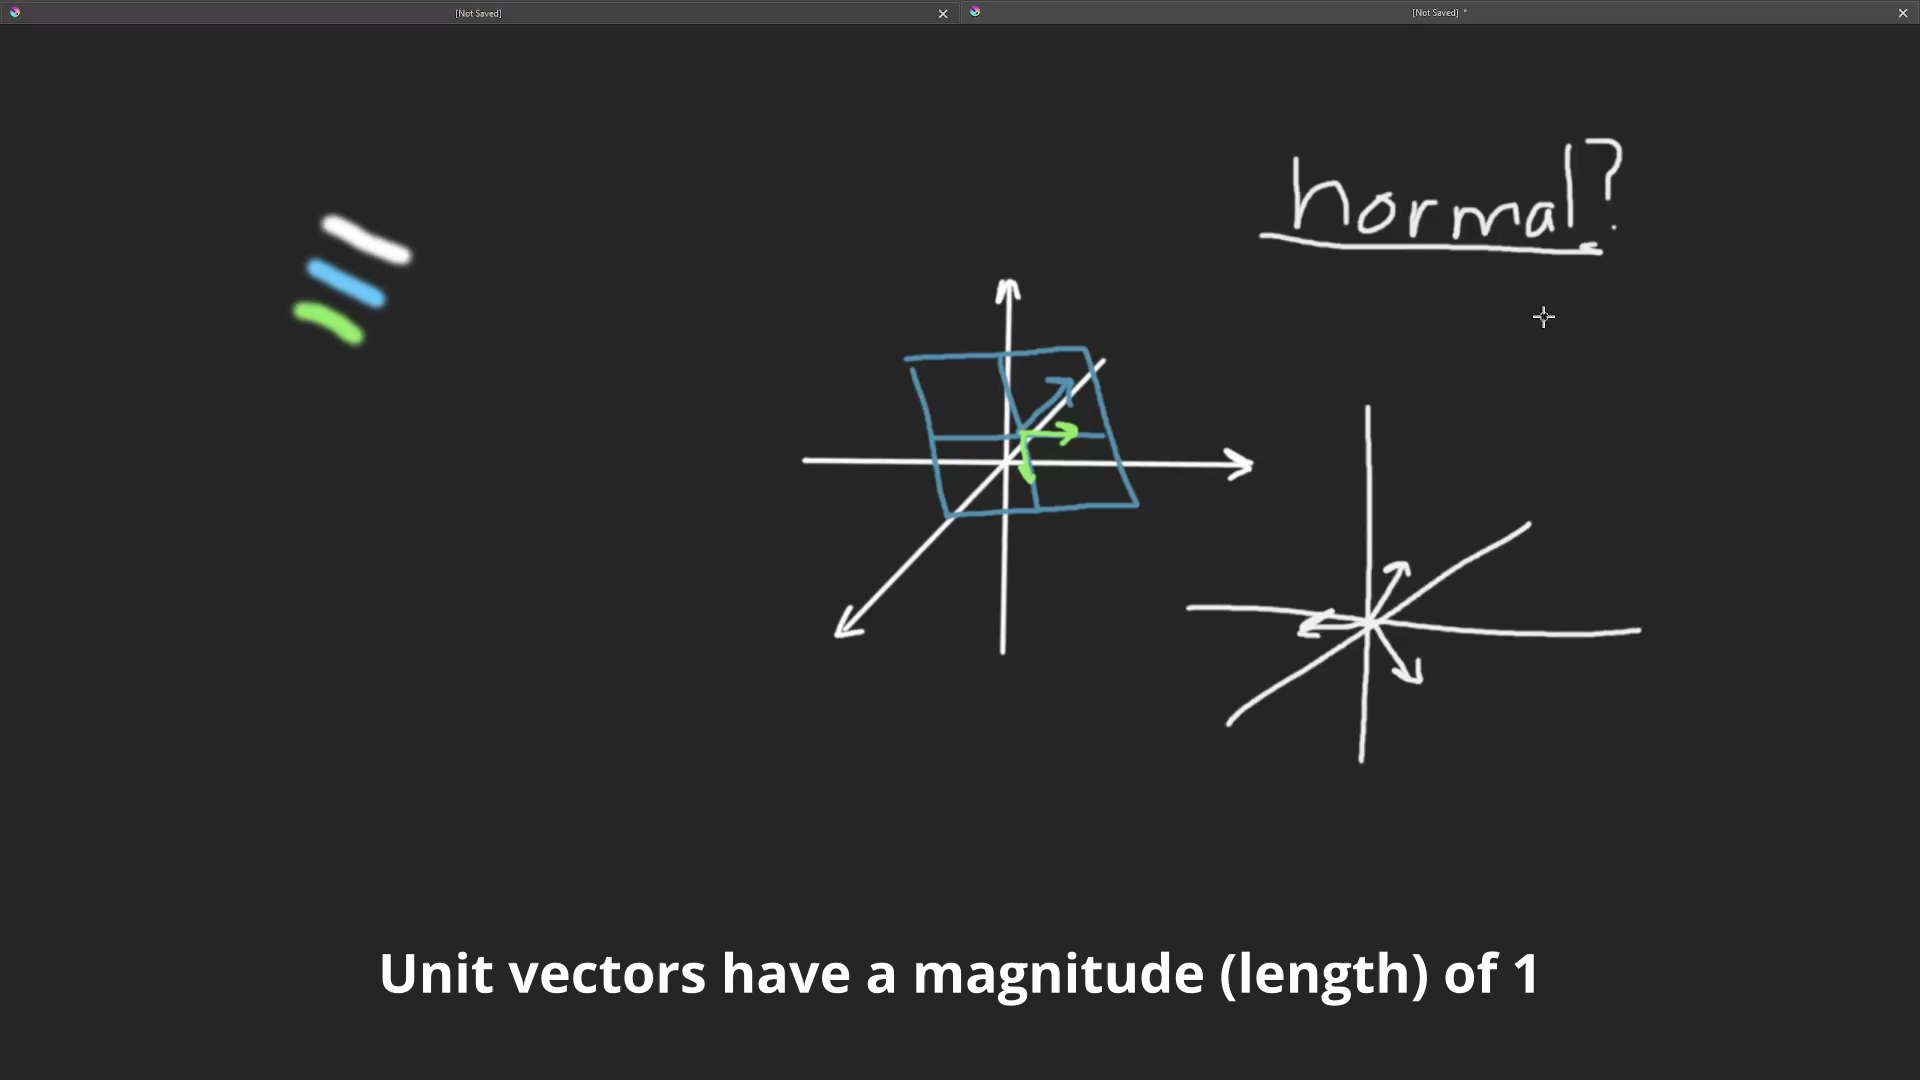 [Not Saved]
[Not Saved] *
normal?
Unit vectors have a magnitude (length) of 1